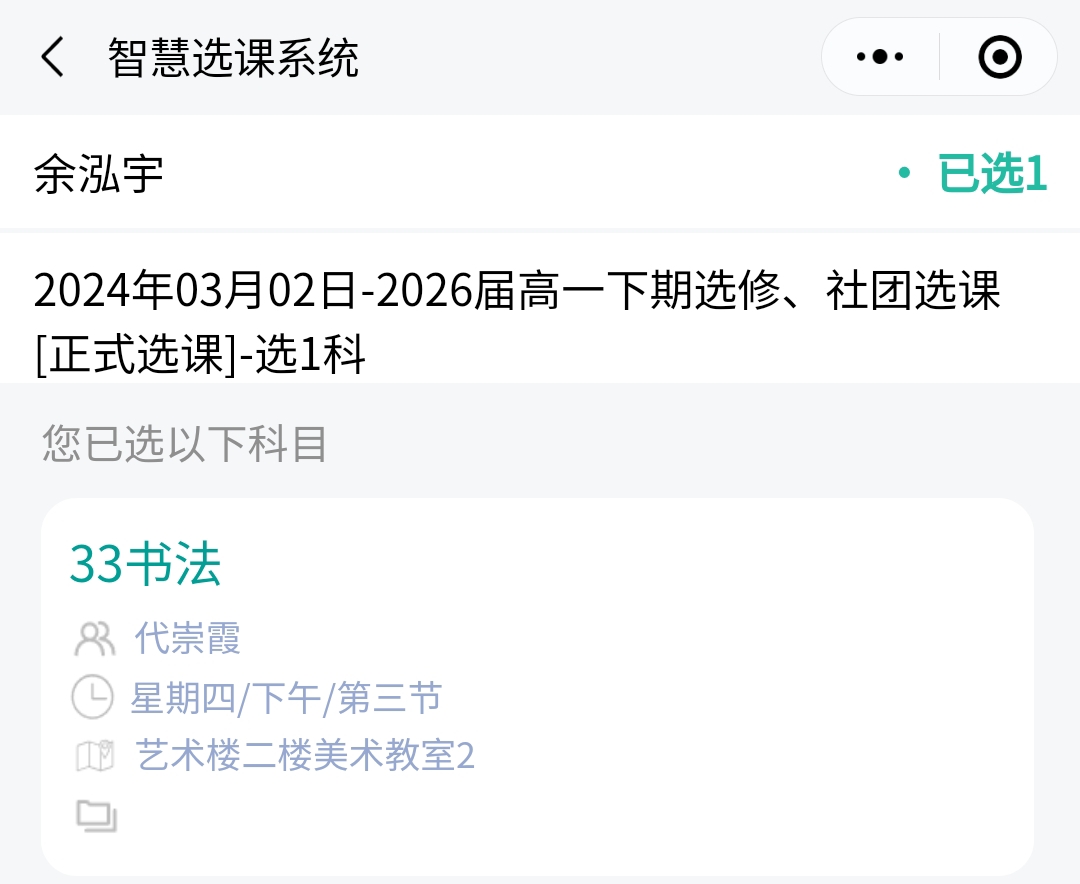 智慧选课系统
余泓宇
• 已选1
2024年03月02日-2026届高一下期选修、社团选课
[正式选课]-选1科
您已选以下科目
33书法
代崇霞
星期四/下午/第三节
艺术楼二楼美术教室2